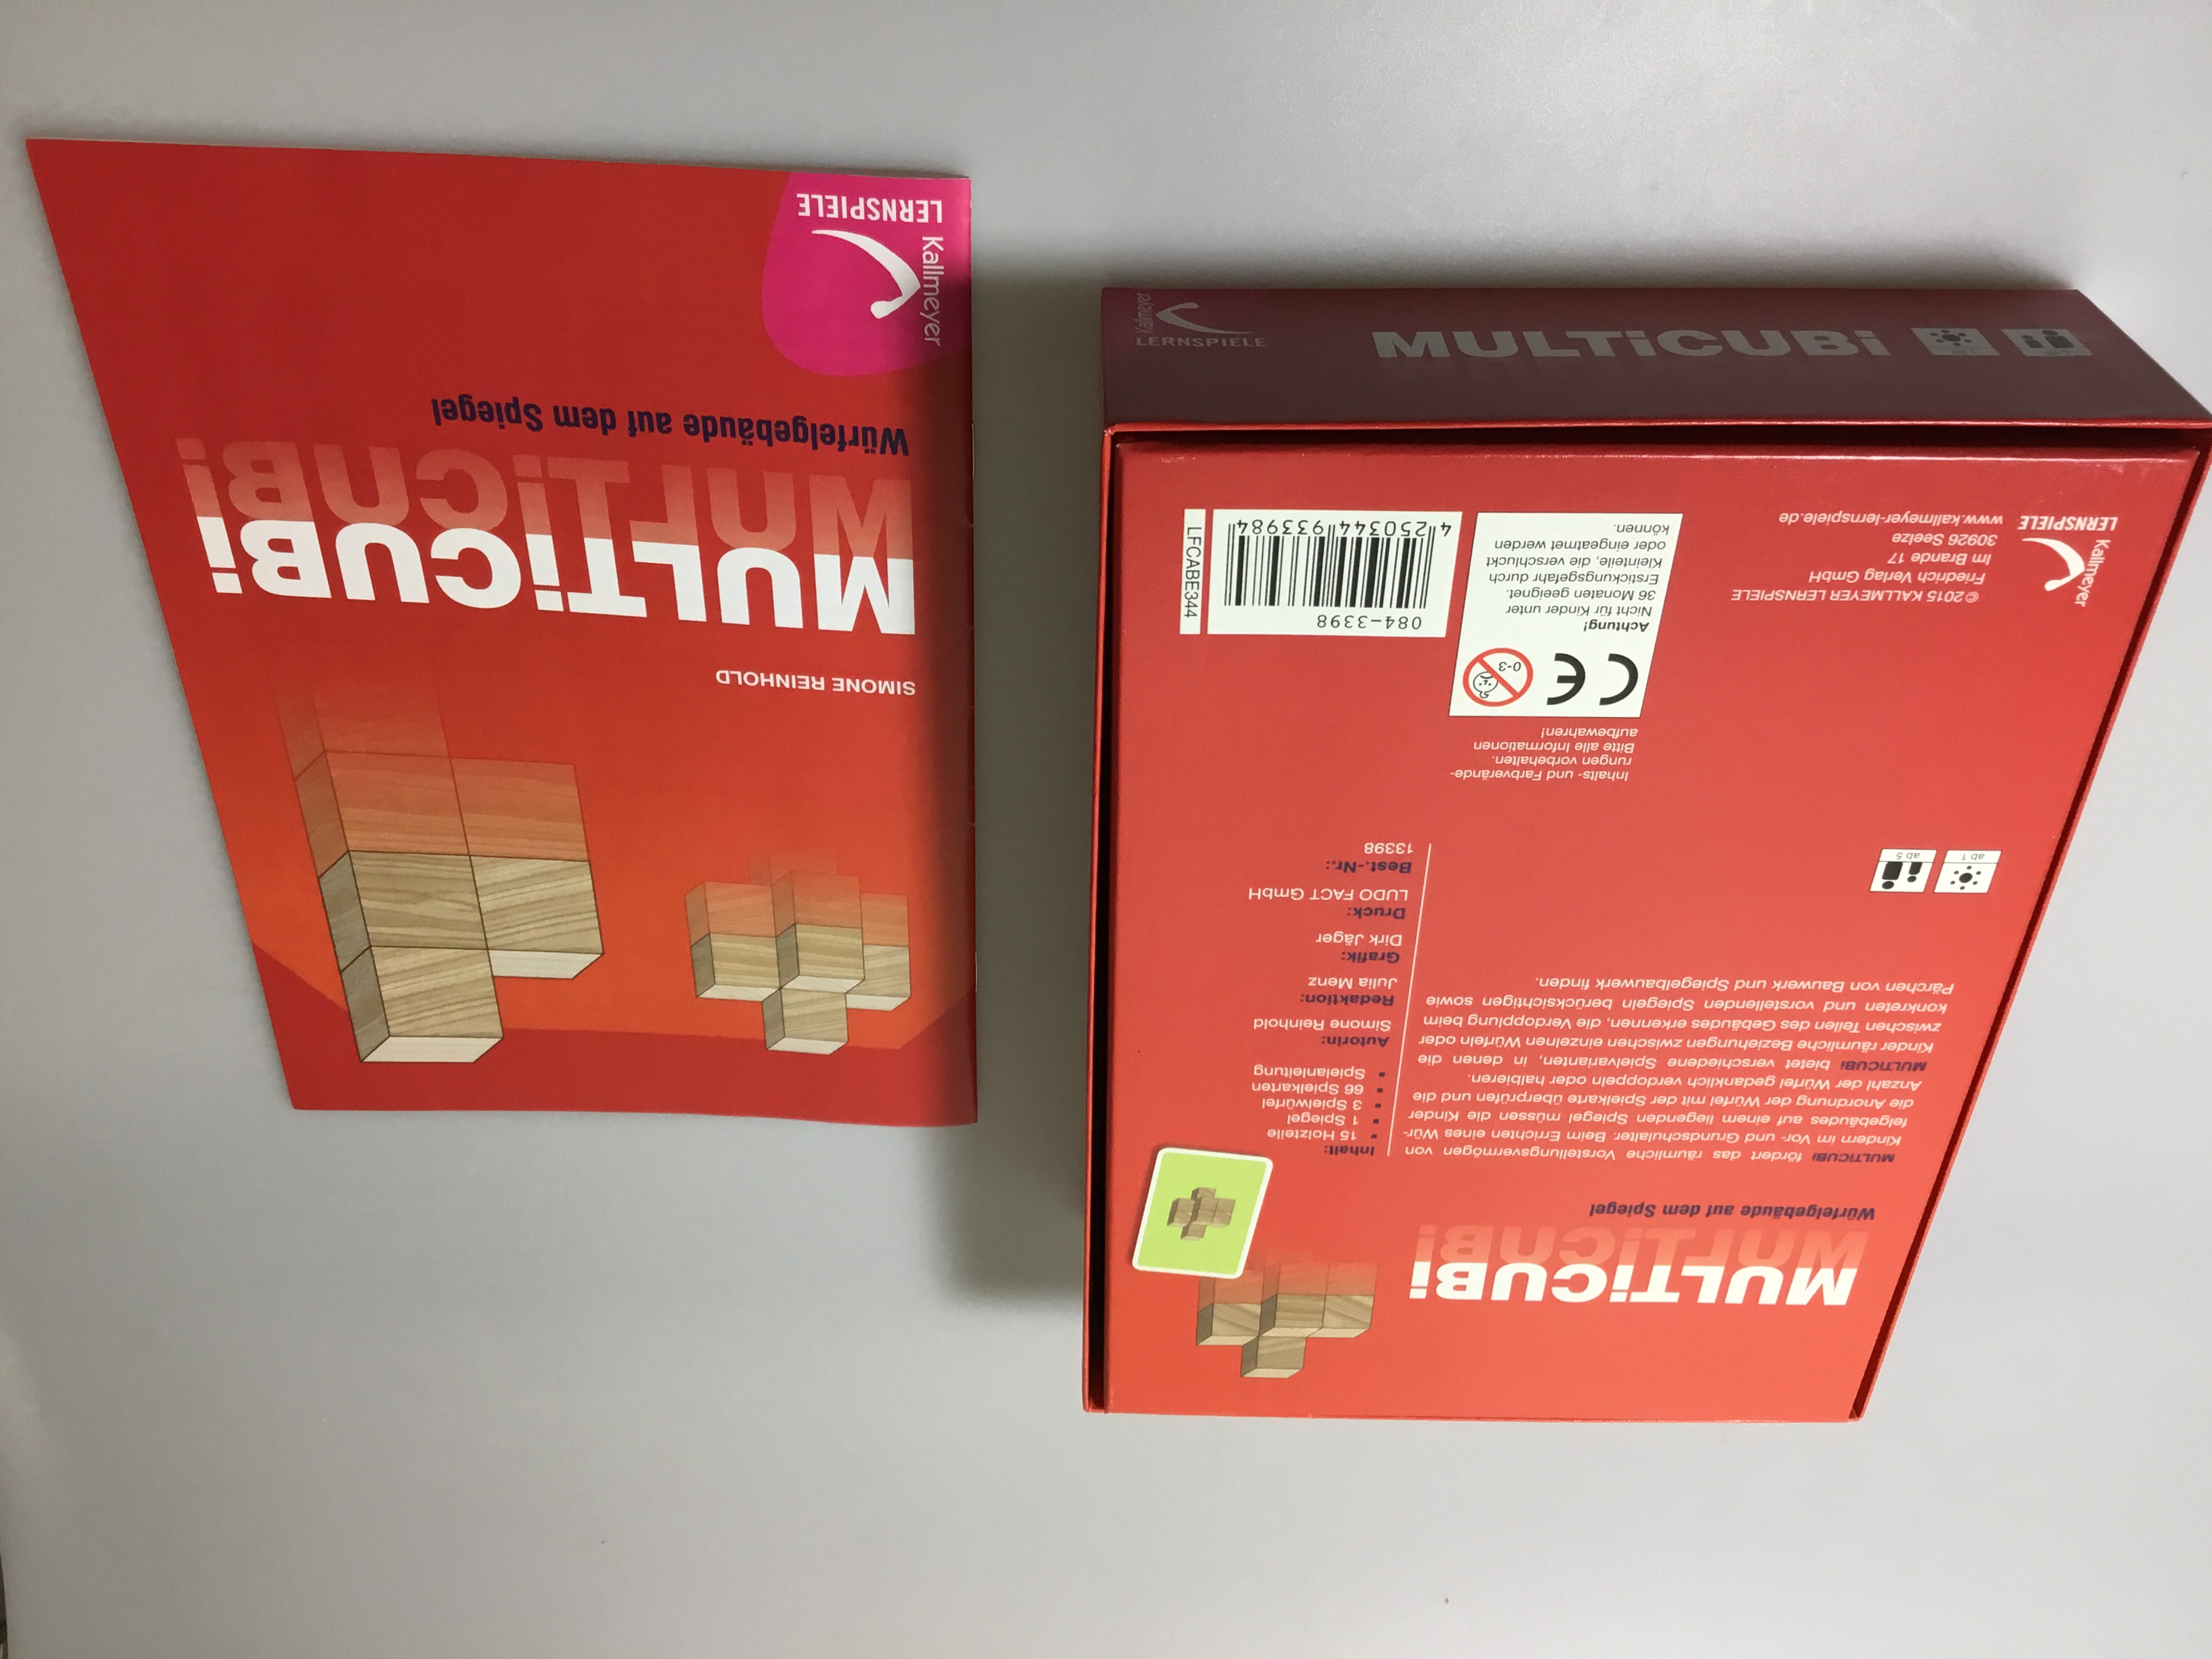 SIMONE REINHOLD
MULTiCUBi
MULTiCUBi
Würfelgebäude auf dem Spiegel
Kallmeyer
LERNSPIELE
MULTiCUBi
MULTiCUBi
Würfelgebäude auf dem Spiegel
MULTiCUBi fördert das räumliche Vorstellungsvermögen von
Kindern im Vor- und Grundschulalter. Beim Errichten eines Wür-
felgebäudes auf einem liegenden Spiegel müssen die Kinder
die Anordnung der Würfel mit der Spielkarte überprüfen und die
Anzahl der Würfel gedanklich verdoppeln oder halbieren.
MULTiCUBi bietet verschiedene Spielvarianten, in denen die
Kinder räumliche Beziehungen zwischen einzelnen Würfeln oder
zwischen Teilen des Gebäudes erkennen, die Verdopplung beim
konkreten und vorstellenden Spiegeln berücksichtigen sowie
Pärchen von Bauwerk und Spiegelbauwerk finden.
Inhalt:
▪ 15 Holzteile
▪ 1 Spiegel
▪ 3 Spielwürfel
▪ 66 Spielkarten
▪ Spielanleitung
Autorin:
Simone Reinhold
Redaktion:
Julia Menz
Grafik:
Dirk Jäger
Druck:
LUDO FACT GmbH
Best.-Nr.:
13398
ab 1
ab 5
Inhalts- und Farbverände-
rungen vorbehalten.
Bitte alle Informationen
aufbewahren!
CE
0-3
Achtung!
Nicht für Kinder unter
36 Monaten geeignet.
Erstickungsgefahr durch
Kleinteile, die verschluckt
oder eingeatmet werden
können.
084-3398
4 250344 933984
LFCABE344
©2015 KALLMEYER LERNSPIELE
Friedrich Verlag GmbH
Im Brande 17
30926 Seelze
www.kallmeyer-lernspiele.de
Kallmeyer
LERNSPIELE
Kallmeyer
LERNSPIELE
MULTiCUBi